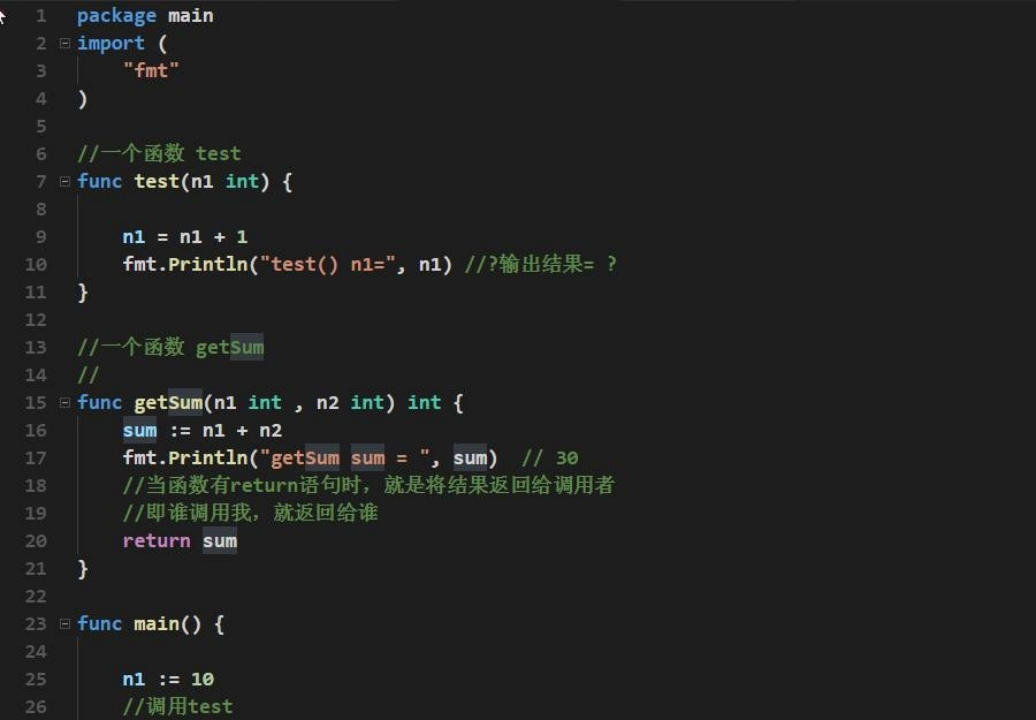 1 package main
2 import (
3 "fmt"
4 )
5
6 //一个函数 test
7 func test(n1 int) {
8
9 n1 = n1 + 1
10 fmt.Println("test() n1=", n1) //?输出结果= ?
11 }
12
13 //一个函数 getSum
14 //
15 func getSum(n1 int , n2 int) int {
16 sum := n1 + n2
17 fmt.Println("getSum sum = ", sum)  // 30
18 //当函数有return语句时，就是将结果返回给调用者
19 //即谁调用我，就返回给谁
20 return sum
21 }
22
23 func main() {
24
25 n1 := 10
26 //调用test